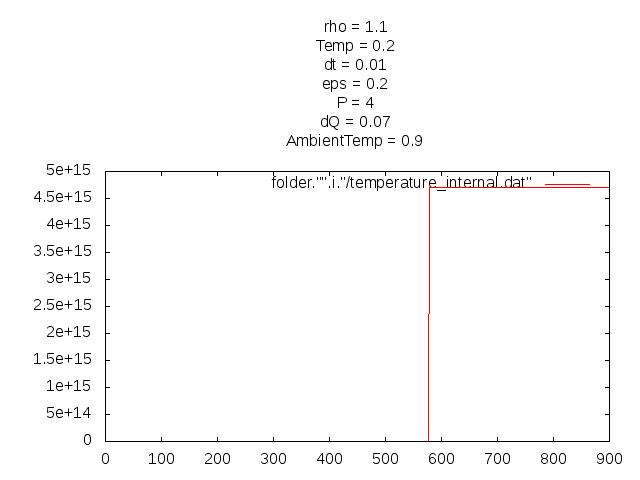 rho = 1.1
Temp = 0.2
dt = 0.01
eps = 0.2
P = 4
dQ = 0.07
AmbientTemp = 0.9
5e+15
folder."".i."/temperature_internal.dat"
4.5e+15
4e+15
3.5e+15
3e+15
2.5e+15
2e+15
1.5e+15
1e+15
5e+14
0
0 100 200 300 400 500 600 700 800 900